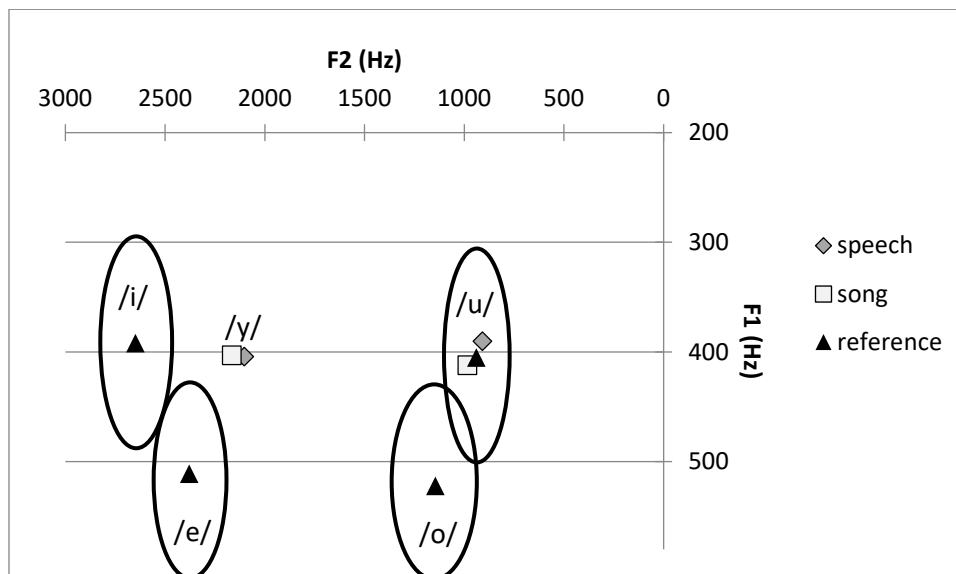 F2 (Hz)
3000 2500 2000 1500 1000 500 0
200
300
400
500
F1 (Hz)
/i/
/y/
/u/
/e/
/o/
speech
song
reference